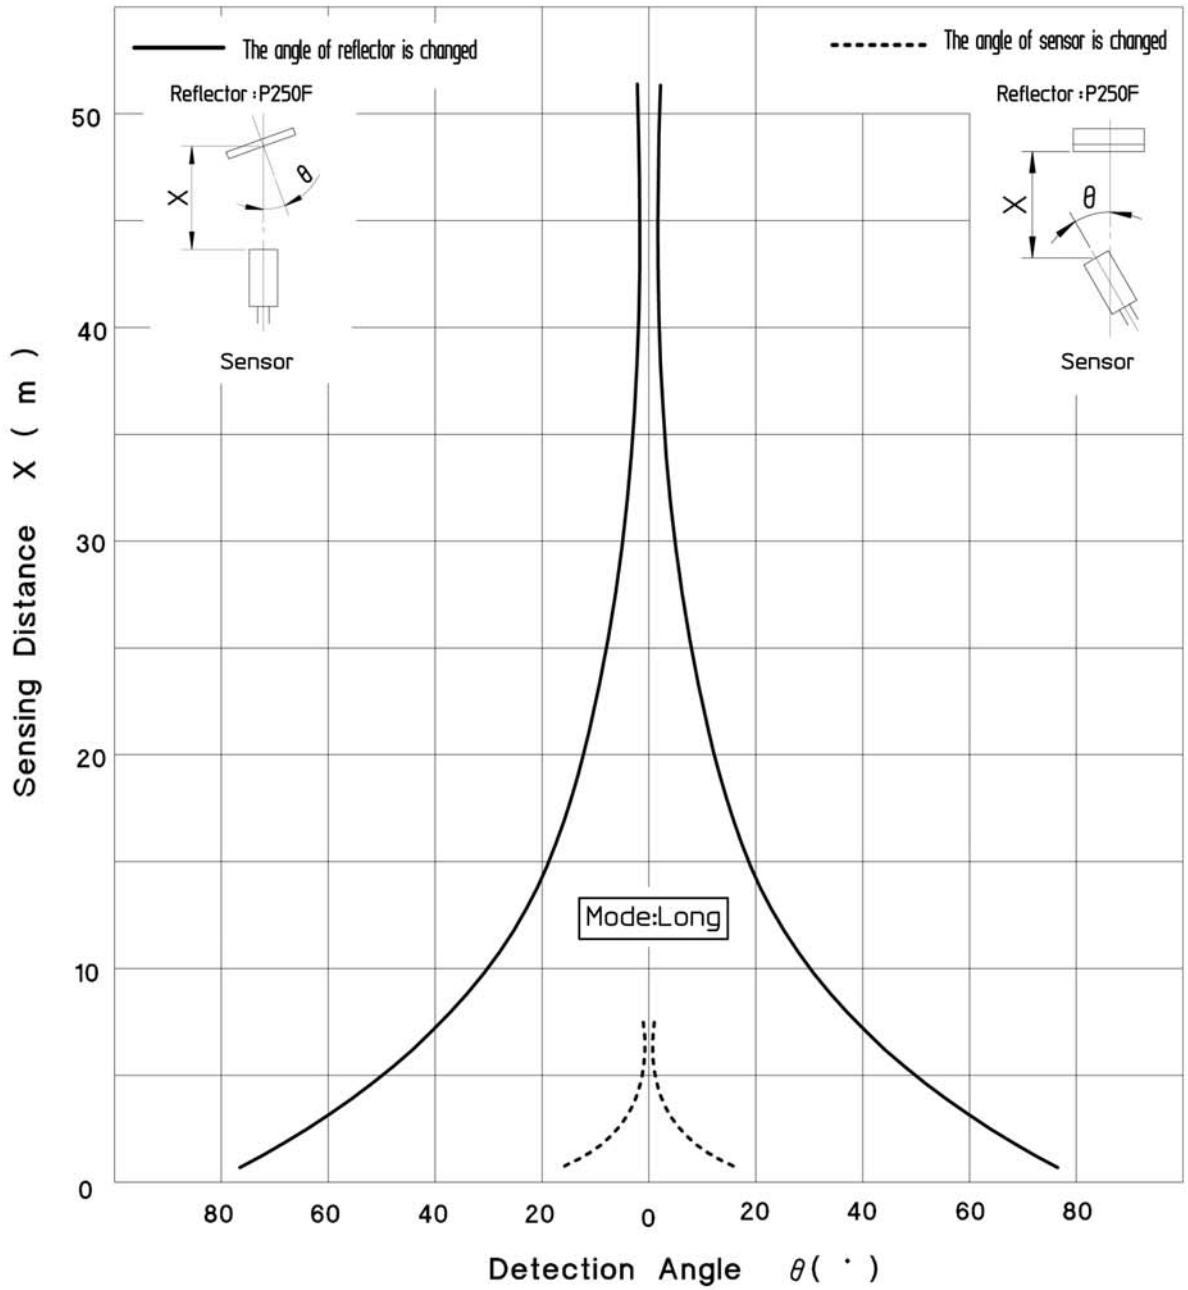 The angle of reflector is changed
The angle of sensor is changed
Reflector:P250F
Reflector:P250F
X
θ
X
θ
Sensor
Sensor
Sensing Distance X ( m )
50
40
30
20
10
0
Mode:Long
80 60 40 20 0 20 40 60 80
Detection Angle θ( ˙ )